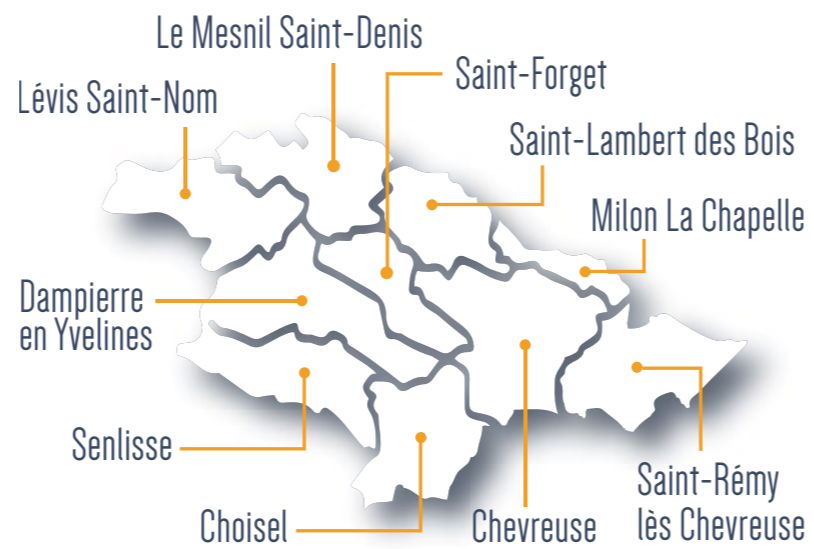 Le Mesnil Saint-Denis
Saint-Forget
Lévis Saint-Nom
Saint-Lambert des Bois
Milon La Chapelle
Dampierre
en Yvelines
Senlisse
Choisel
Chevreuse
Saint-Rémy
lès Chevreuse